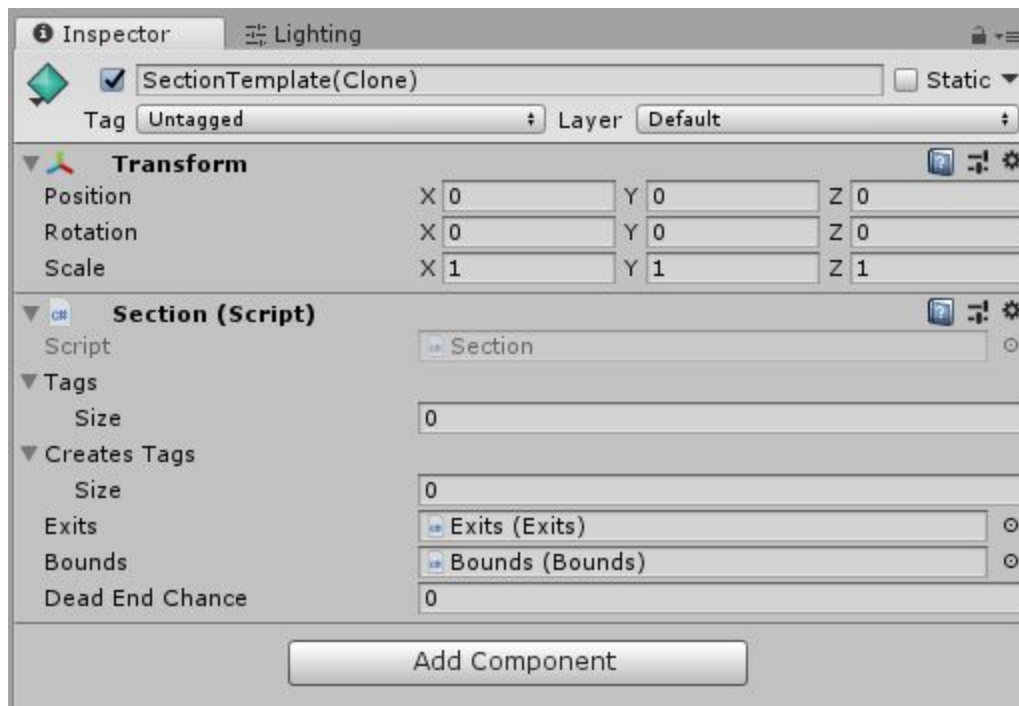 Inspector Lighting
SectionTemplate(Clone) Static
Tag Untagged Layer Default
Transform
Position X 0 Y 0 Z 0
Rotation X 0 Y 0 Z 0
Scale X 1 Y 1 Z 1
Section (Script)
Script Section
Tags
Size 0
Creates Tags
Size 0
Exits Exits (Exits)
Bounds Bounds (Bounds)
Dead End Chance 0
Add Component